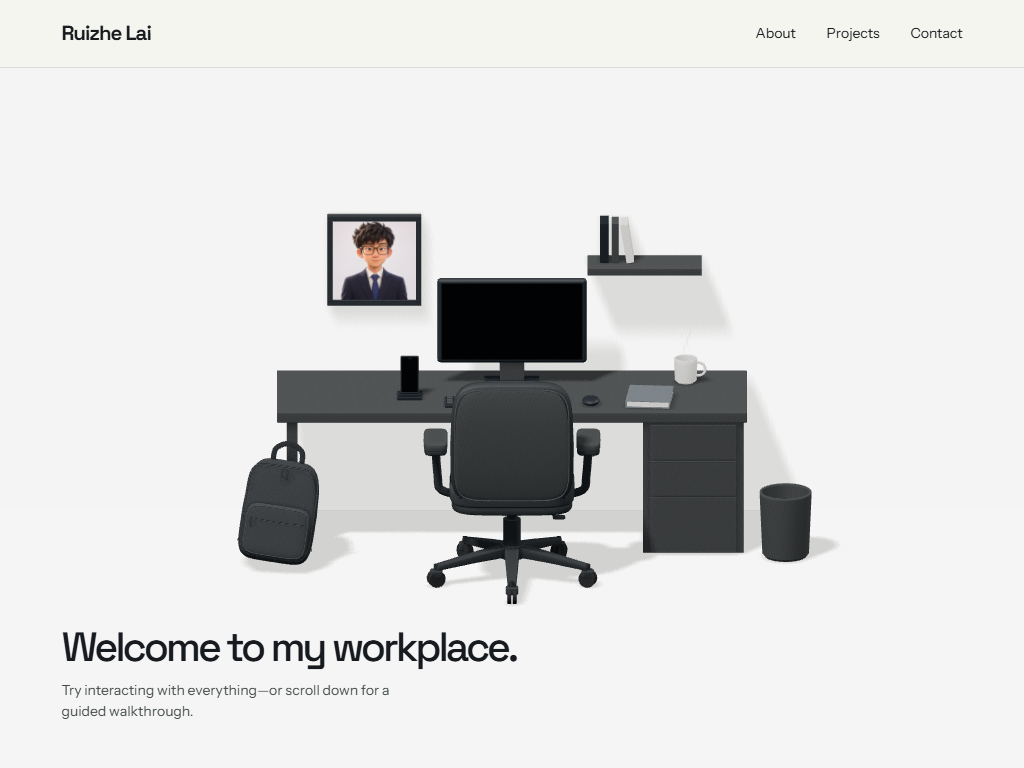 Ruizhe Lai
About
Projects
Contact
Welcome to my workplace.
Try interacting with everything—or scroll down for a
guided walkthrough.